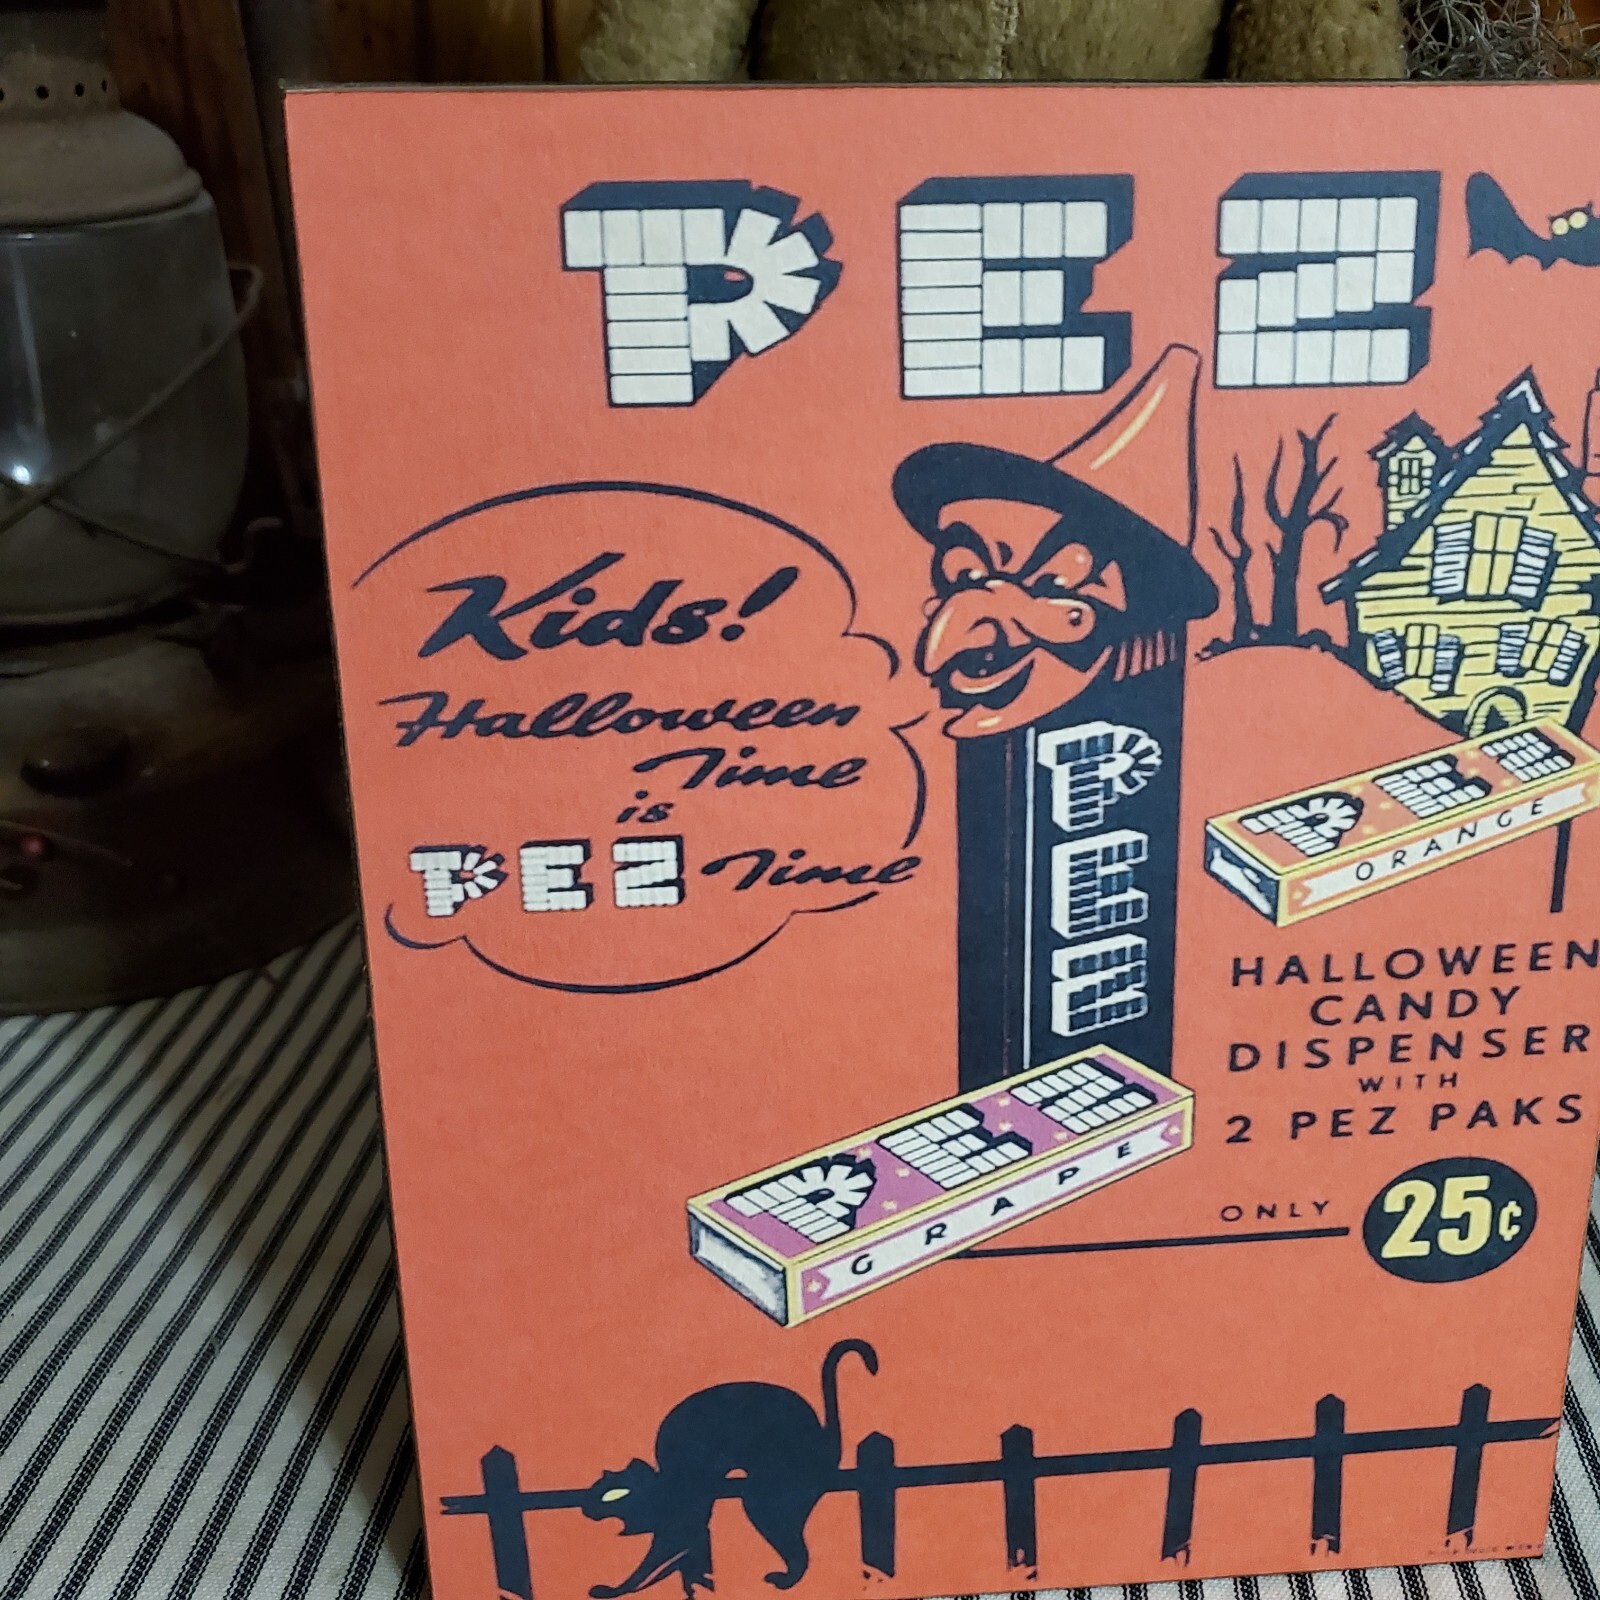 PEZ
Kids!
Halloween
Time
is
PEZ Time
PEZ
PEZ
ORANGE
HALLOWEEN
CANDY
DISPENSER
WITH
2 PEZ PAKS
PEZ
GRAPE
ONLY 25¢